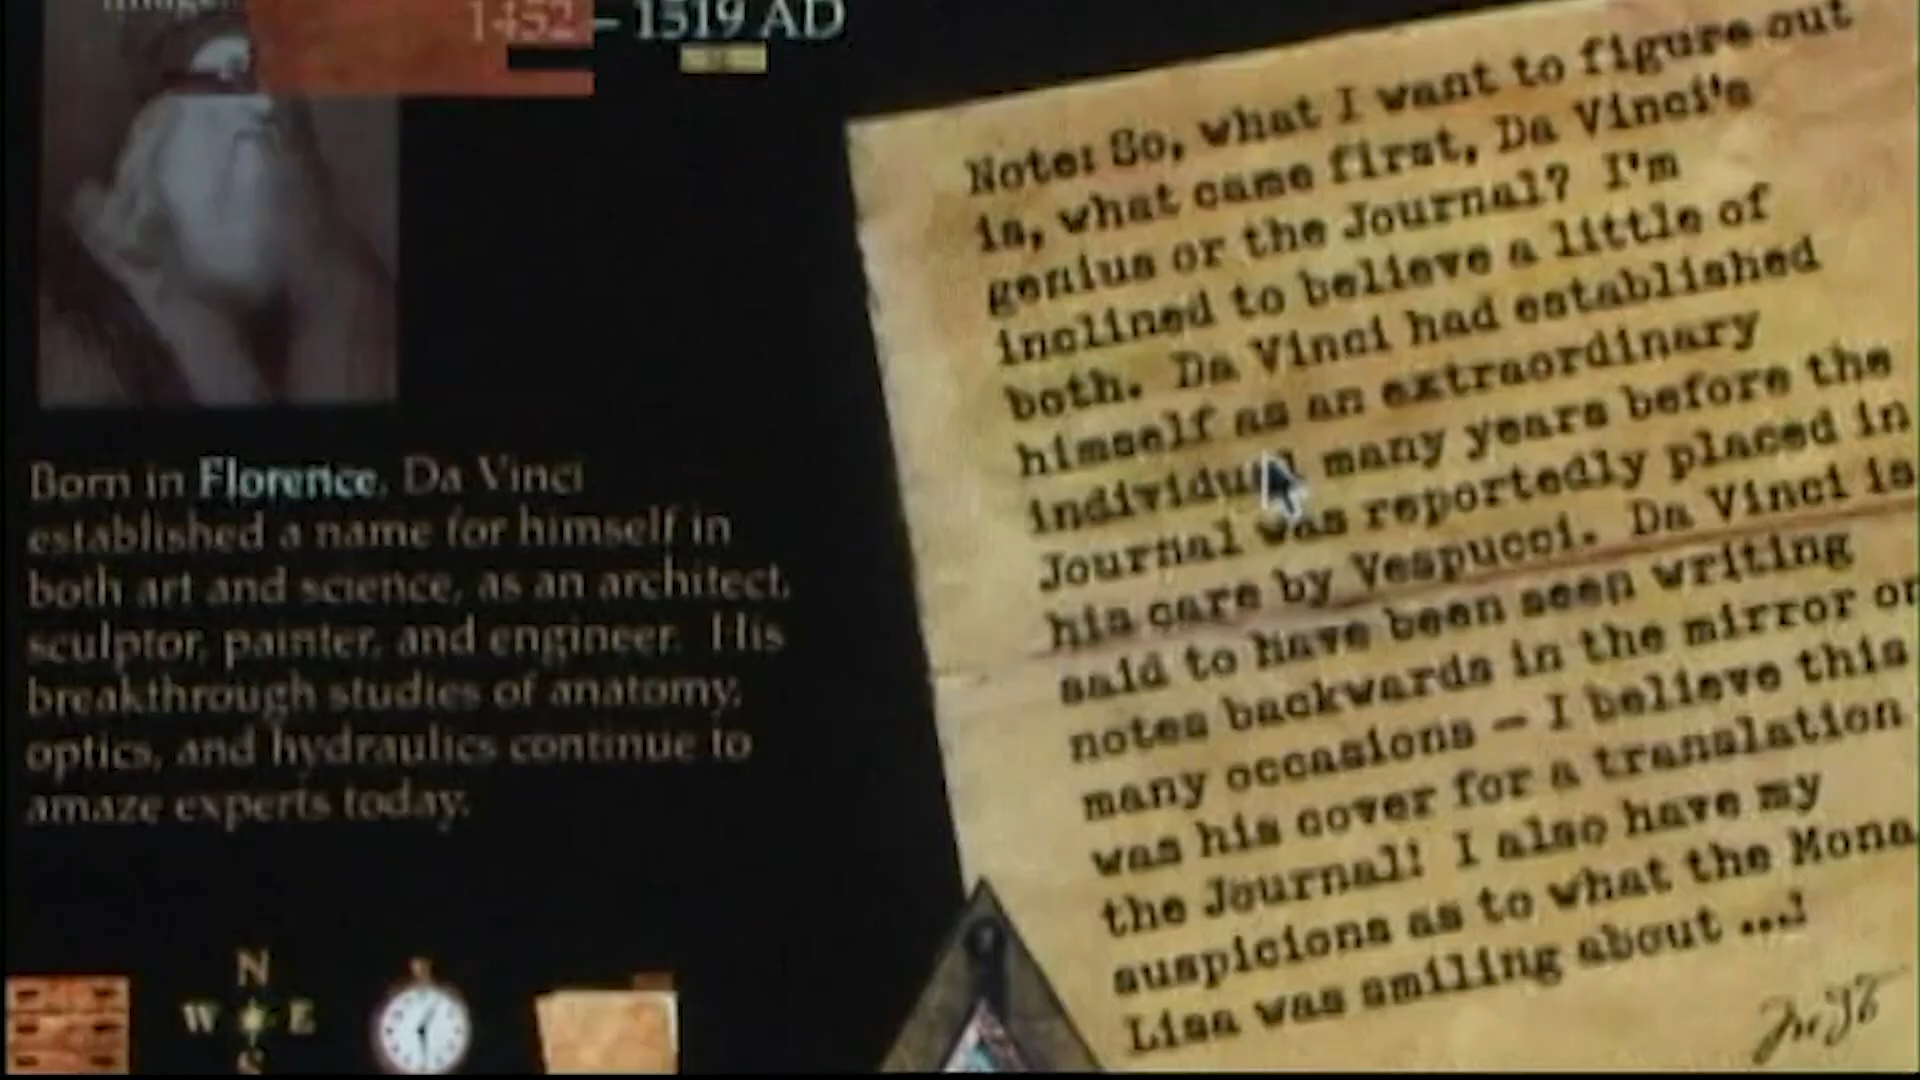 1452 – 1519 AD
Born in Florence, Da Vinci
established a name for himself in
both art and science, as an architect,
sculptor, painter, and engineer. His
breakthrough studies of anatomy,
optics, and hydraulics continue to
amaze experts today.
N
W E
S
Note: So, what I want to figure out
is, what came first, Da Vinci's
genius or the Journal? I'm
inclined to believe a little of
both. Da Vinci had established
himself as an extraordinary
individual many years before the
Journal was reportedly placed in
his care by Vespucci. Da Vinci is
said to have been seen writing
notes backwards in the mirror on
many occasions – I believe this
was his cover for a translation
the Journal! I also have my
suspicions as to what the Mona
Lisa was smiling about ...!